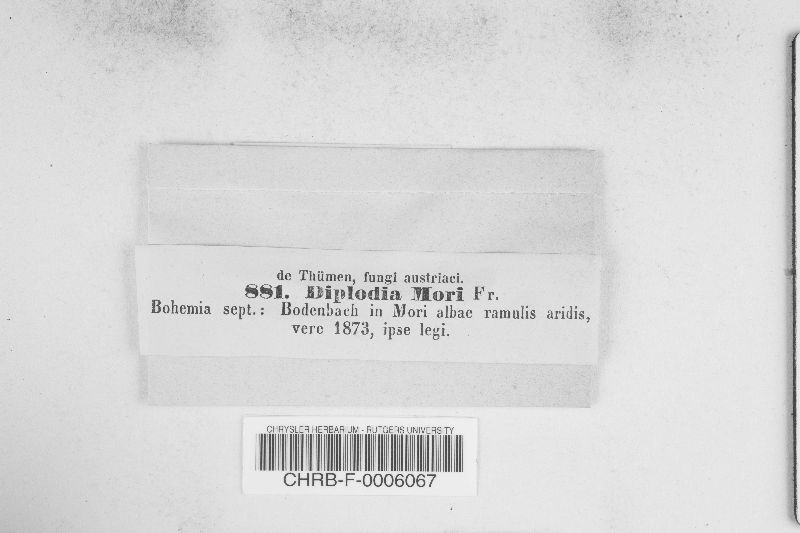 de Thümen, fungi austriaci.
881. Diplodia Mori Fr.
Bohemia sept.: Bodenbach in Mori albae ramulis aridis,
vere 1873, ipse legi.
CHRYSLER HERBARIUM - RUTGERS UNIVERSITY
CHRB-F-0006067